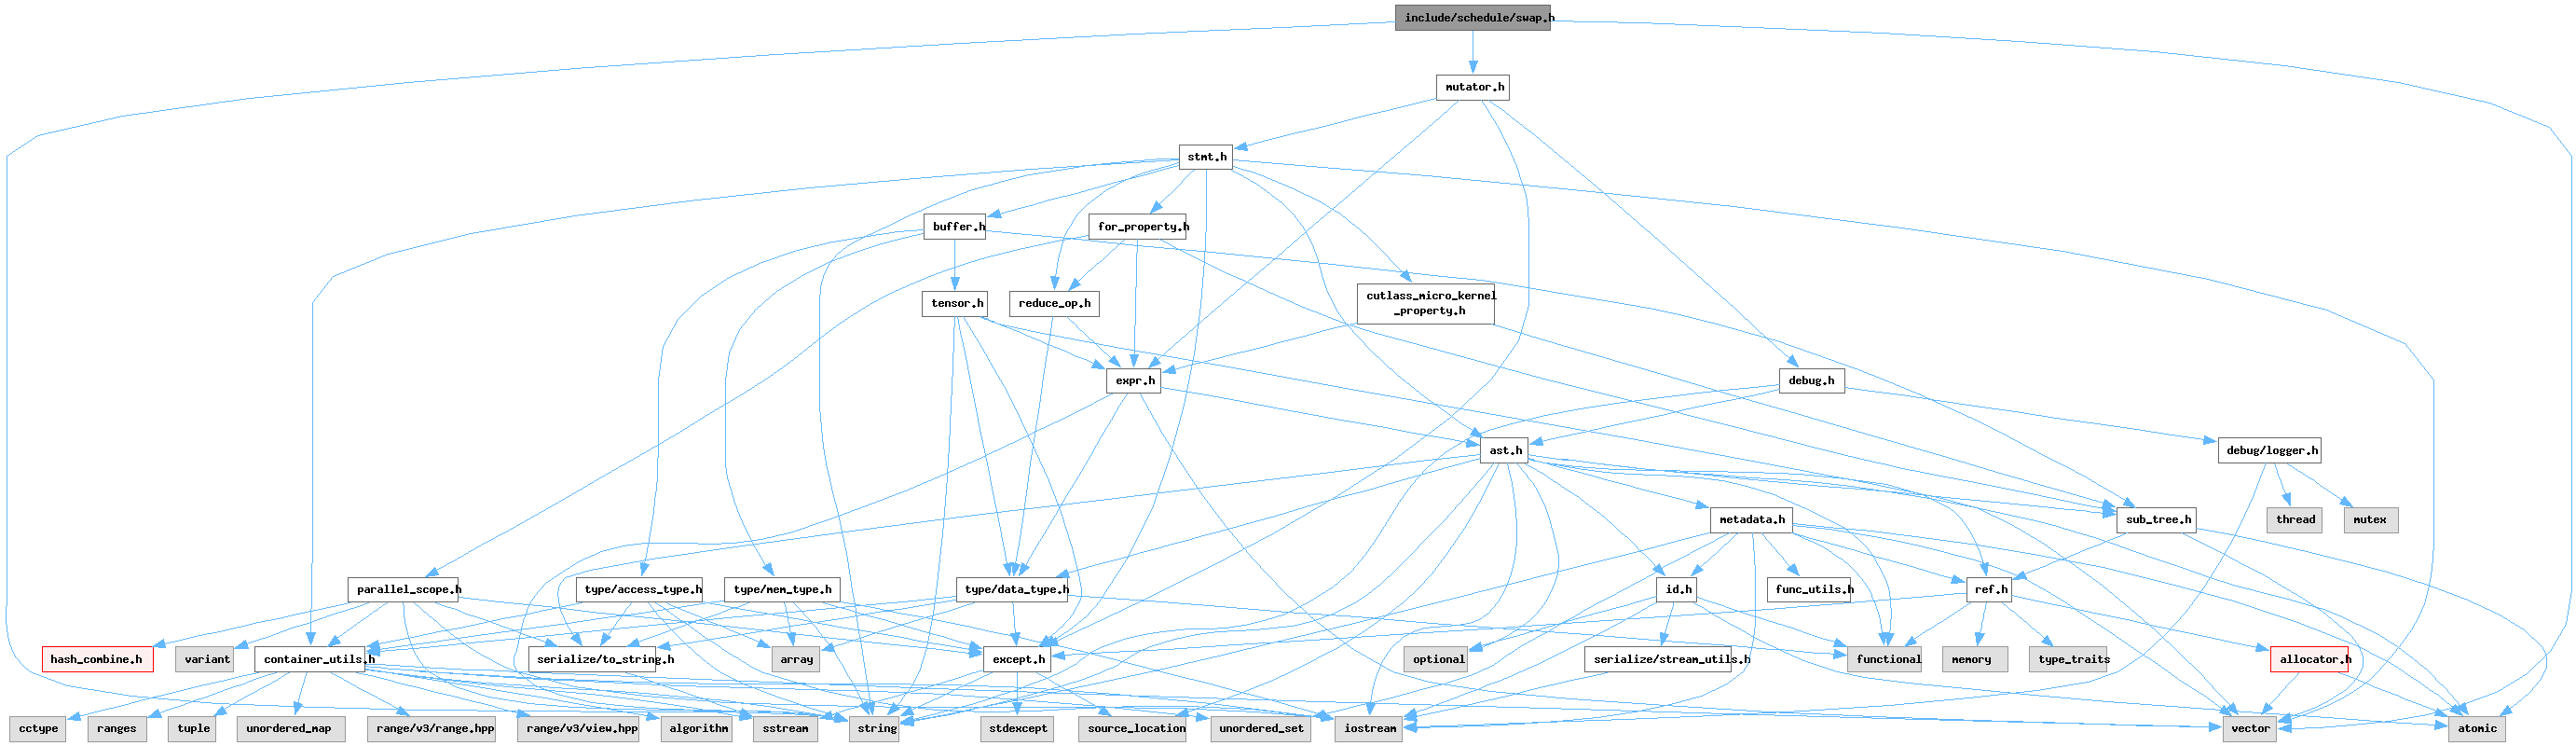 include/schedule/swap.h
mutator.h
stmt.h
buffer.h
for_property.h
tensor.h
reduce_op.h
cutlass_micro_kernel
_property.h
expr.h
debug.h
ast.h
debug/logger.h
metadata.h
sub_tree.h
thread
mutex
parallel_scope.h
type/access_type.h
type/mem_type.h
type/data_type.h
id.h
func_utils.h
ref.h
hash_combine.h
variant
container_utils.h
serialize/to_string.h
array
except.h
optional
serialize/stream_utils.h
functional
memory
type_traits
allocator.h
cctype
ranges
tuple
unordered_map
range/v3/range.hpp
range/v3/view.hpp
algorithm
sstream
string
stdexcept
source_location
unordered_set
iostream
vector
atomic